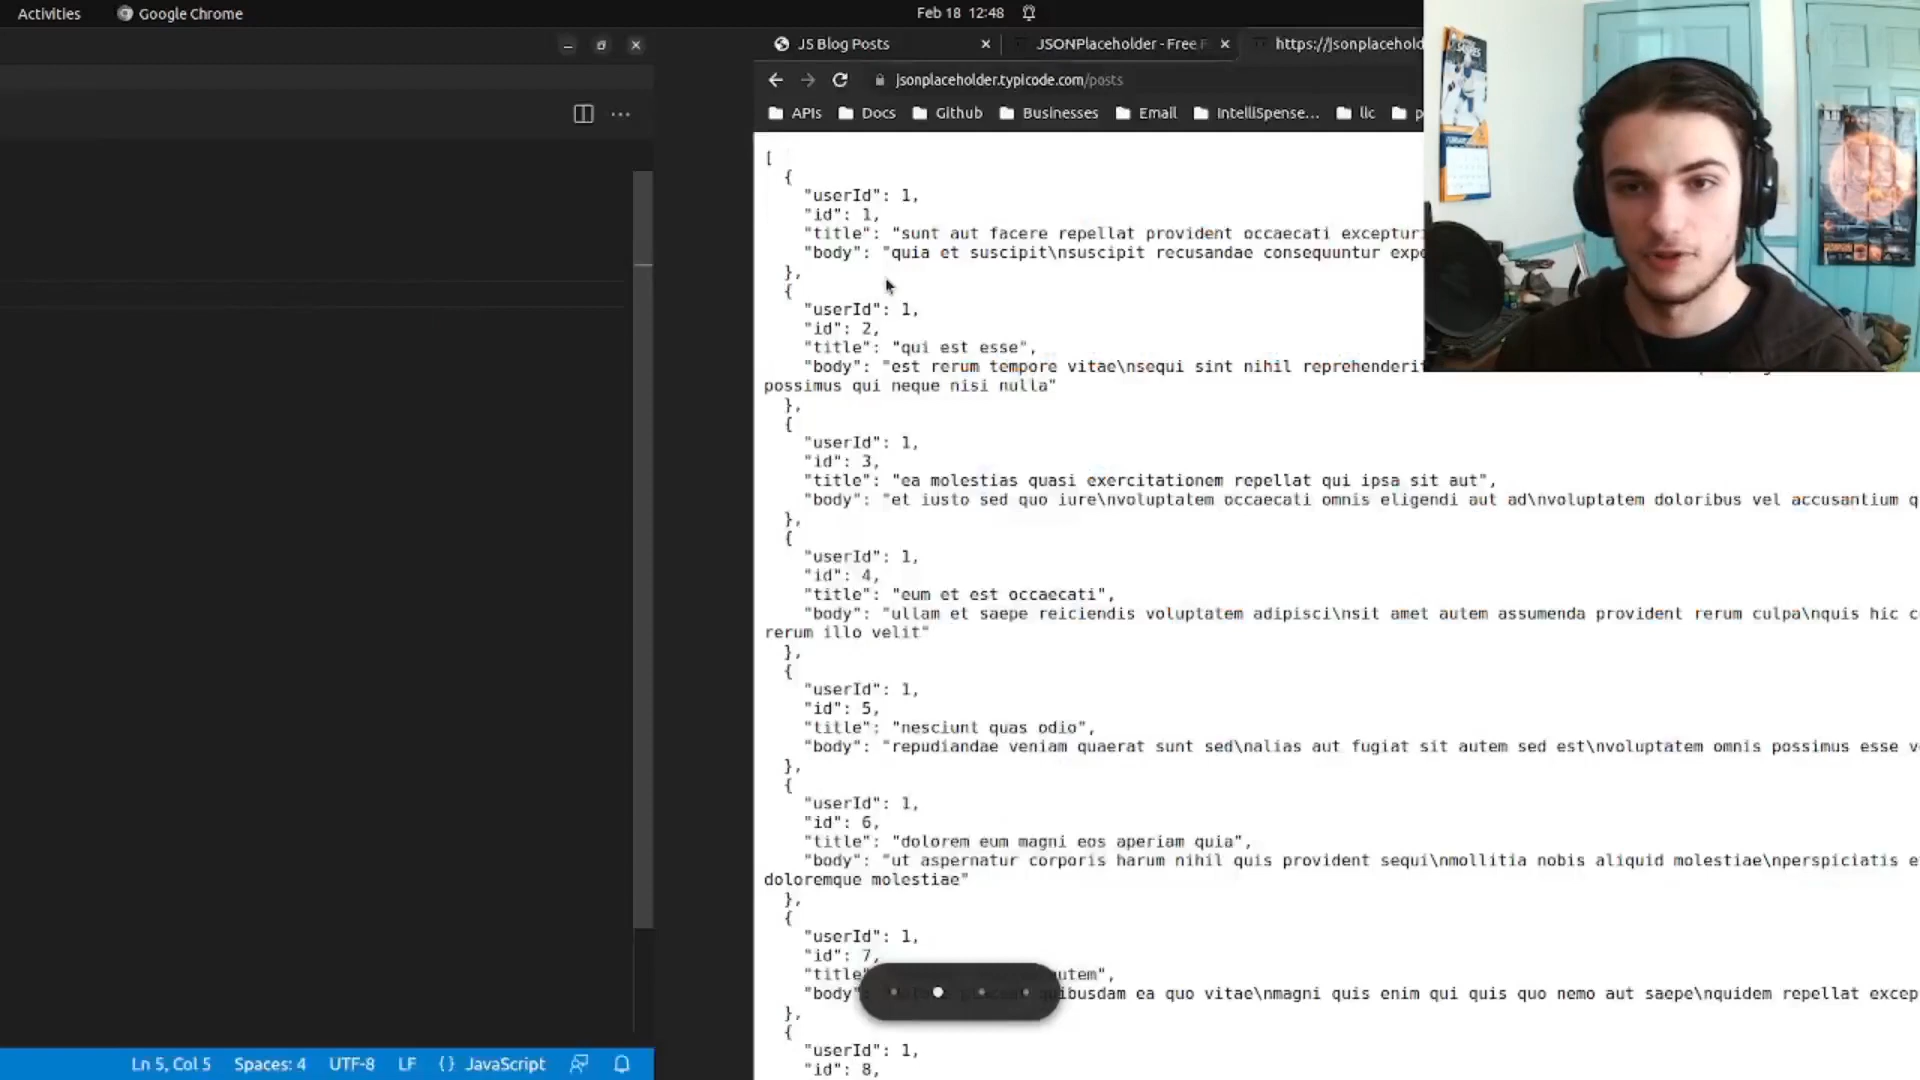 Activities
Google Chrome
Feb 18 12:48
JS Blog Posts
JSONPlaceholder - Free F
https://jsonplacehold
jsonplaceholder.typicode.com/posts
APIs
Docs
Github
Businesses
Email
IntelliSpense...
llc
p
[
{
"userId": 1,
"id": 1,
"title": "sunt aut facere repellat provident occaecati excepturi
"body": "quia et suscipit\nsuscipit recusandae consequuntur expe
},
{
"userId": 1,
"id": 2,
"title": "qui est esse",
"body": "est rerum tempore vitae\nsequi sint nihil reprehenderit
possimus qui neque nisi nulla"
},
{
"userId": 1,
"id": 3,
"title": "ea molestias quasi exercitationem repellat qui ipsa sit aut",
"body": "et iusto sed quo iure\nvoluptatem occaecati omnis eligendi aut ad\nvoluptatem doloribus vel accusantium q
},
{
"userId": 1,
"id": 4,
"title": "eum et est occaecati",
"body": "ullam et saepe reiciendis voluptatem adipisci\nsit amet autem assumenda provident rerum culpa\nquis hic c
rerum illo velit"
},
{
"userId": 1,
"id": 5,
"title": "nesciunt quas odio",
"body": "repudiandae veniam quaerat sunt sed\nalias aut fugiat sit autem sed est\nvoluptatem omnis possimus esse v
},
{
"userId": 1,
"id": 6,
"title": "dolorem eum magni eos aperiam quia",
"body": "ut aspernatur corporis harum nihil quis provident sequi\nmollitia nobis aliquid molestiae\nperspiciatis e
doloremque molestiae"
},
{
"userId": 1,
"id": 7,
"title utem",
"body" quibusdam ea quo vitae\nmagni quis enim qui quis quo nemo aut saepe\nquidem repellat excep
},
{
"userId": 1,
"id": 8,
Ln 5, Col 5
Spaces: 4
UTF-8
LF
{} JavaScript